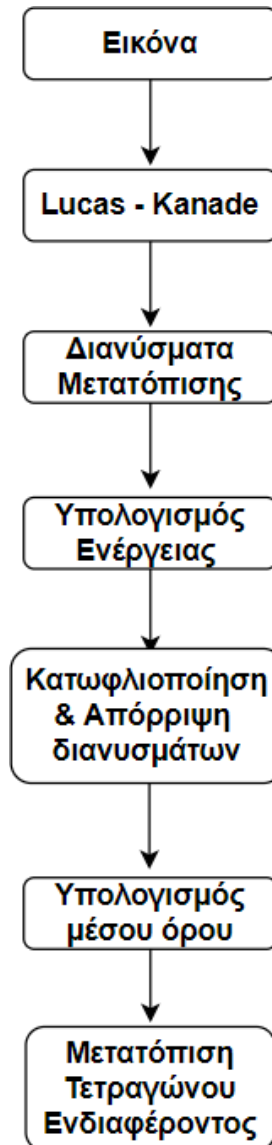 Εικόνα
Lucas - Kanade
Διανύσματα
Μετατόπισης
Υπολογισμός
Ενέργειας
Κατωφλιοποίηση
& Απόρριψη
διανυσμάτων
Υπολογισμός
μέσου όρου
Μετατόπιση
Τετραγώνου
Ενδιαφέροντος